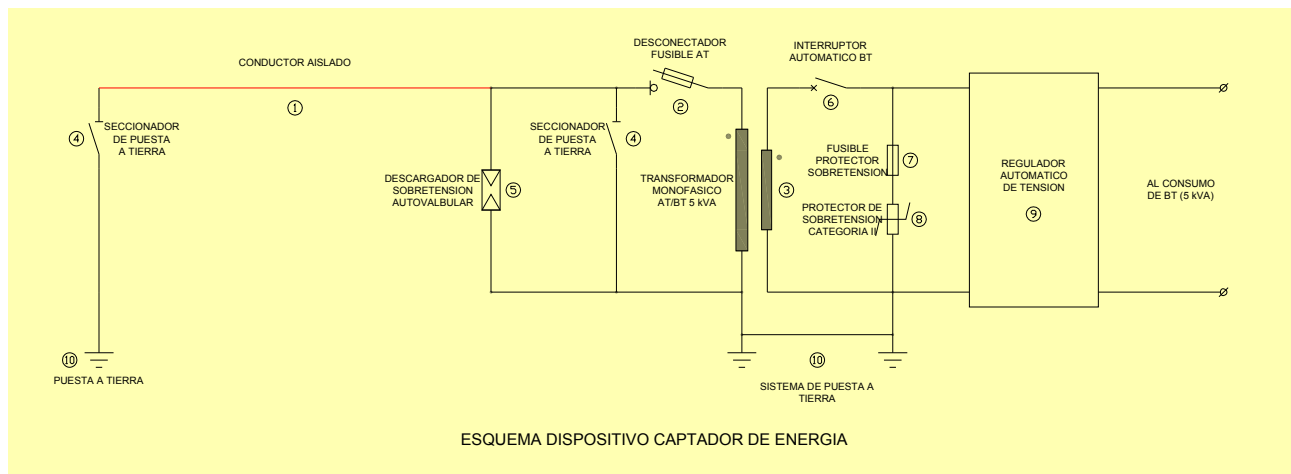 DESCONECTADOR
FUSIBLE AT
INTERRUPTOR
AUTOMATICO BT
CONDUCTOR AISLADO
1
2
6
4
SECCIONADOR
DE PUESTA
A TIERRA
SECCIONADOR
DE PUESTA
A TIERRA
4
DESCARGADOR DE
SOBRETENSION
AUTOVALBULAR
5
TRANSFORMADOR
MONOFASICO
AT/BT 5 kVA
3
FUSIBLE
PROTECTOR
SOBRETENSION
7
PROTECTOR DE
SOBRETENSION
CATEGORIA II
8
REGULADOR
AUTOMATICO
DE TENSION
9
AL CONSUMO
DE BT (5 kVA)
10
PUESTA A TIERRA
10
SISTEMA DE PUESTA A
TIERRA
ESQUEMA DISPOSITIVO CAPTADOR DE ENERGIA